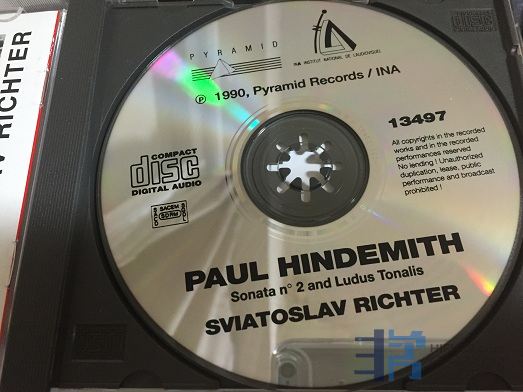 V RICHTER
PYRAMID
INA INSTITUT NATIONAL DE L'AUDIOVISUEL
℗ 1990, Pyramid Records / INA
13497
All copyrights in the recorded
works and in the recorded
performances reserved
No lending ! Unauthorized
duplication, lease, public
performance and broadcast
prohibited !
COMPACT
disc
DIGITAL AUDIO
SACEM
SDRM
PAUL HINDEMITH
Sonata n° 2 and Ludus Tonalis
SVIATOSLAV RICHTER